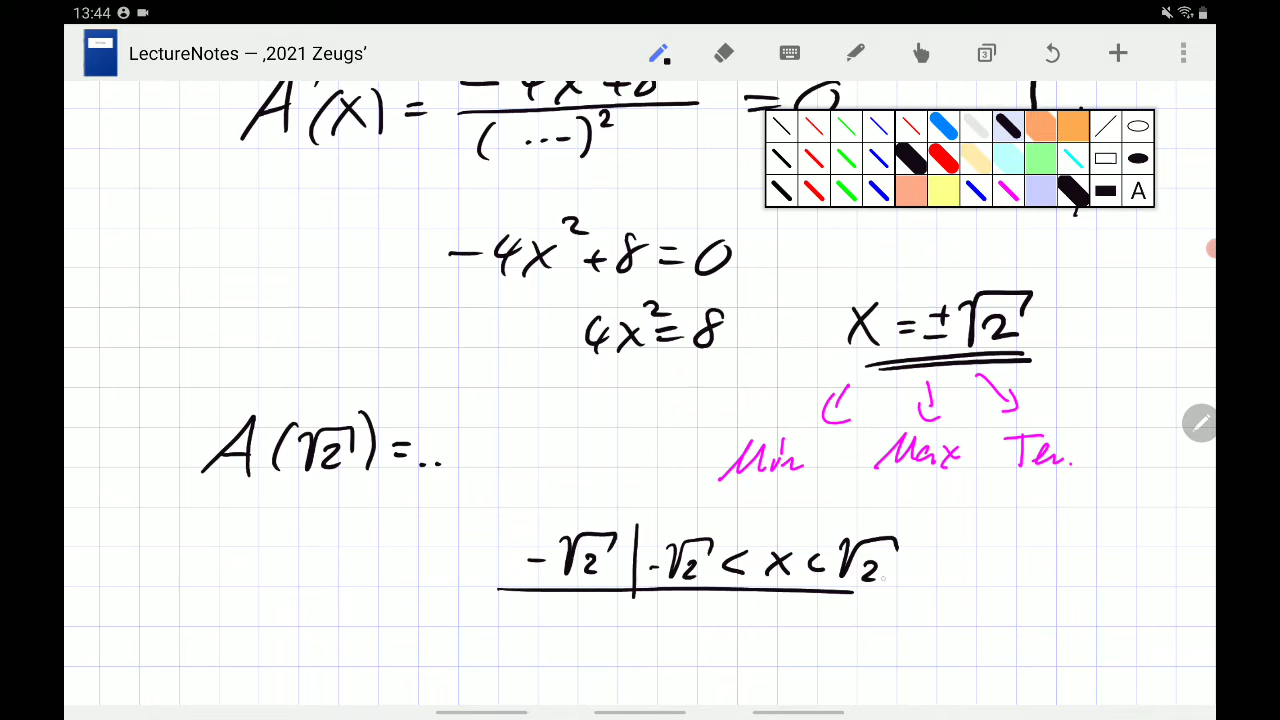 13:44
LectureNotes — ‚2021 Zeugs'
A'(x) = −4x²+8 / (...)² = 0
−4x²+8=0
4x²=8
x=±√2
A(√2)=..
Min Max Ter.
-√2 | -√2 < x < √2
3
A